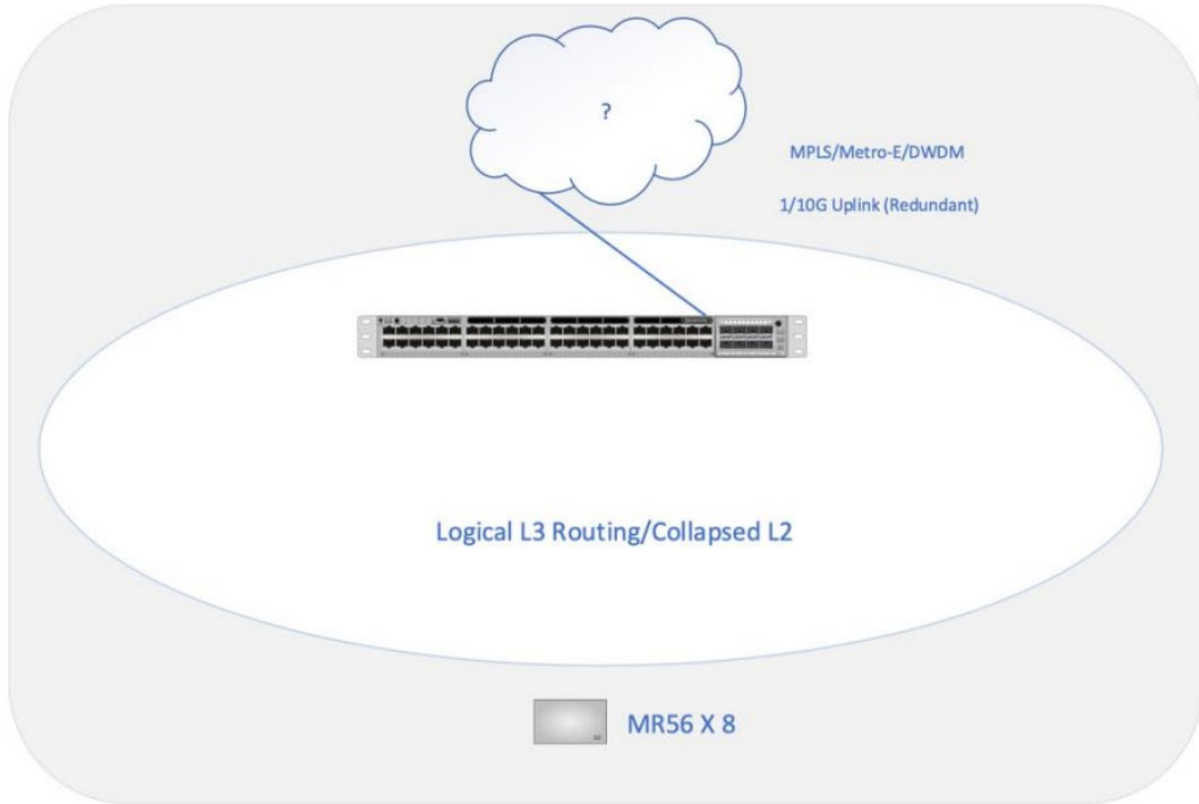 ?
MPLS/Metro-E/DWDM
1/10G Uplink (Redundant)
Logical L3 Routing/Collapsed L2
MR56 X 8